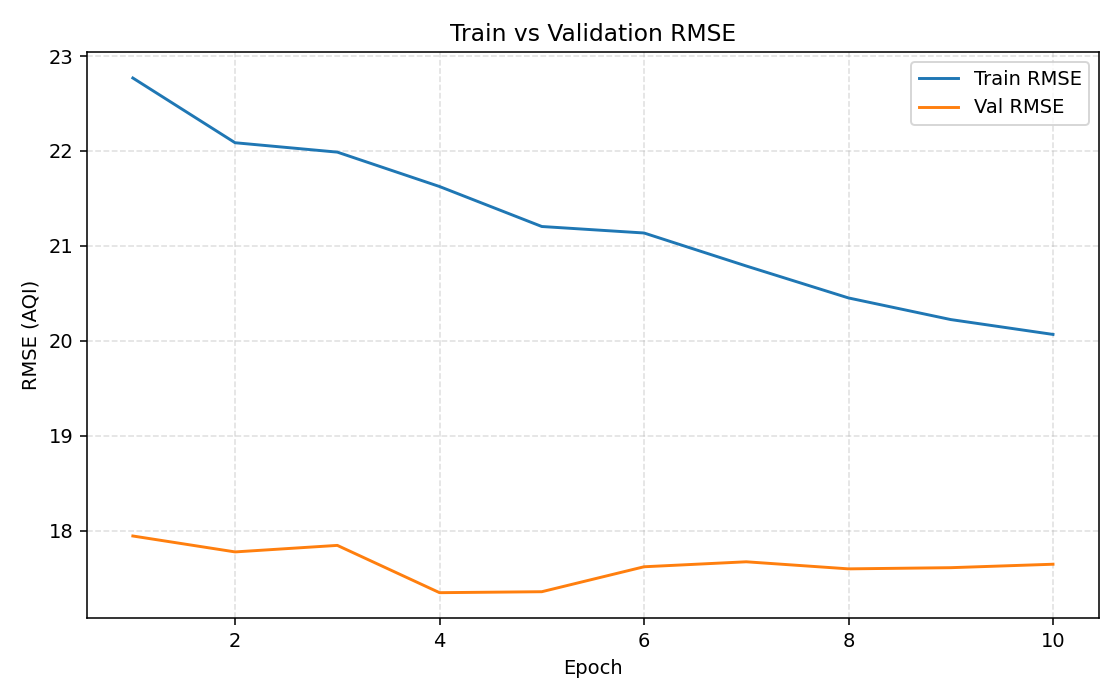 Train vs Validation RMSE
Train RMSE
Val RMSE
RMSE (AQI)
23
22
21
20
19
18
2 4 6 8 10
Epoch